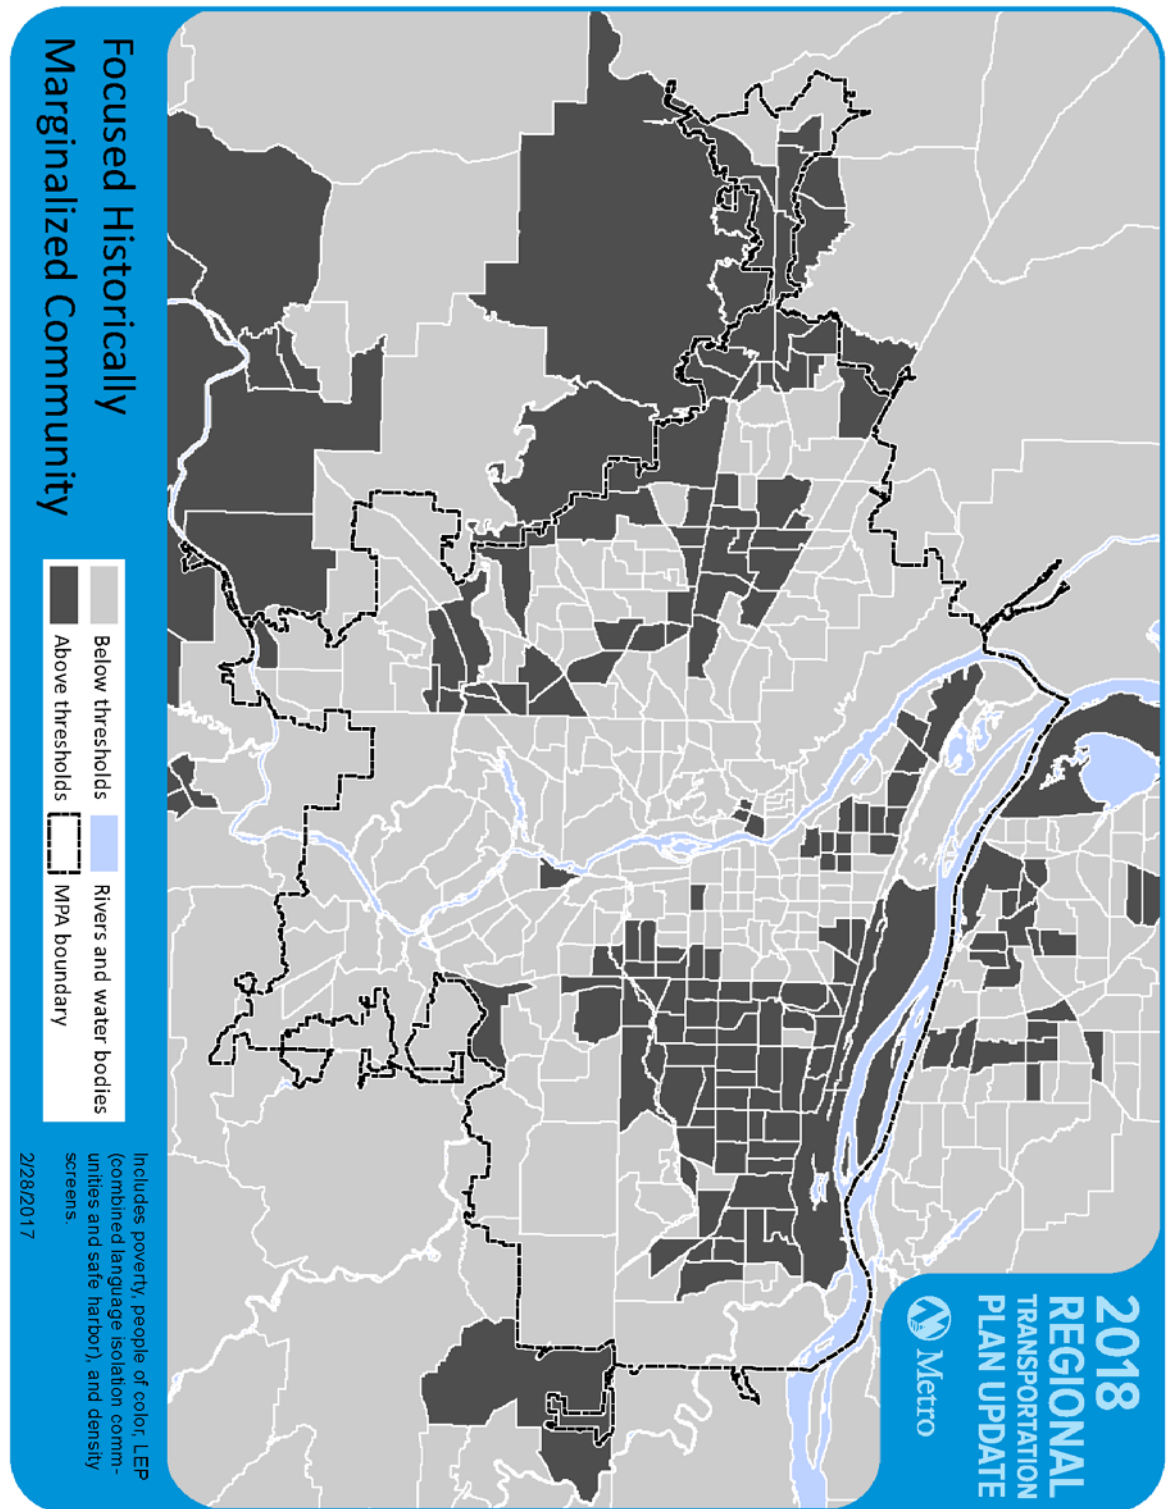 2018
REGIONAL
TRANSPORTATION
PLAN UPDATE
Metro
Focused Historically
Marginalized Community
Below thresholds
Above thresholds
Rivers and water bodies
MPA boundary
Includes poverty, people of color, LEP
(combined language isolation comm-
unities and safe harbor), and density
screens.
2/28/2017